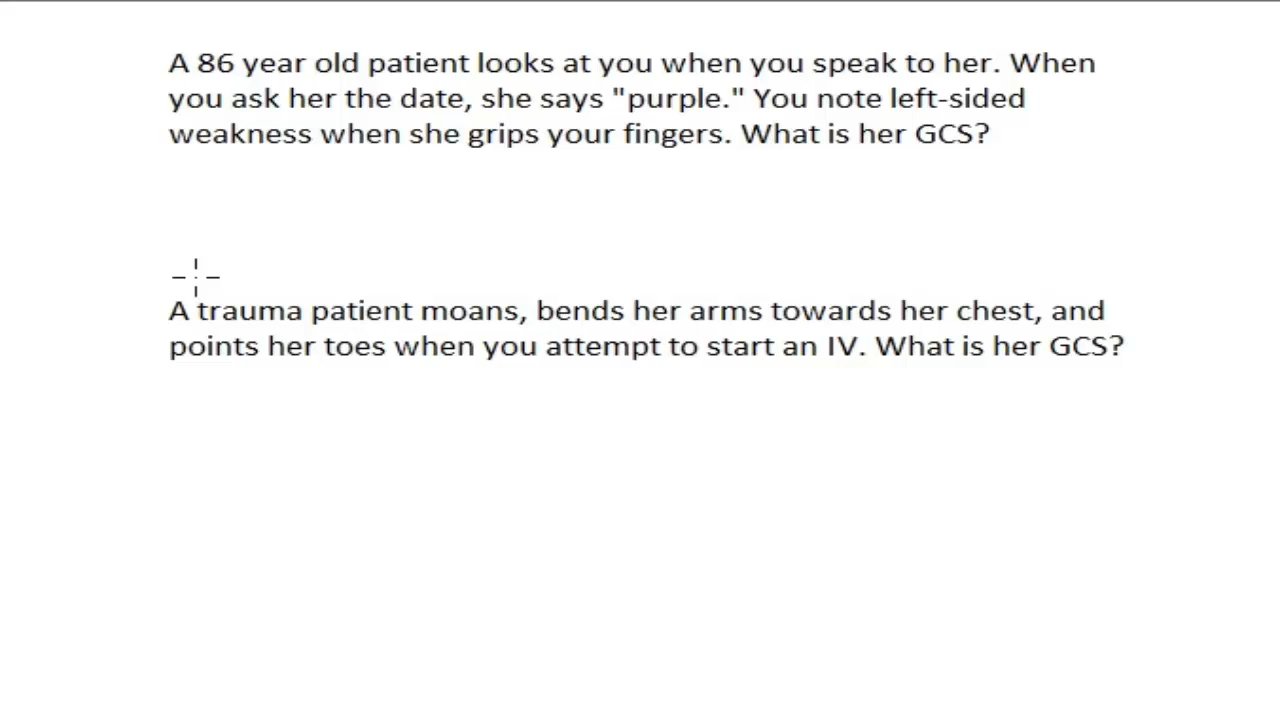 A 86 year old patient looks at you when you speak to her. When
you ask her the date, she says "purple." You note left-sided
weakness when she grips your fingers. What is her GCS?
A trauma patient moans, bends her arms towards her chest, and
points her toes when you attempt to start an IV. What is her GCS?